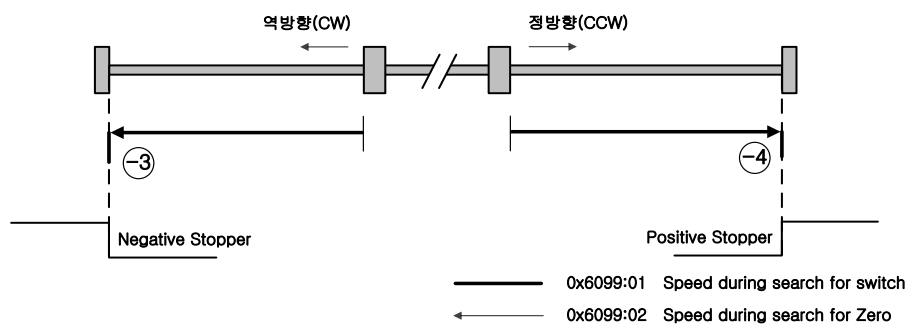 역방향(CW)
정방향(CCW)
-3
-4
Negative Stopper
Positive Stopper
0x6099:01 Speed during search for switch
0x6099:02 Speed during search for Zero